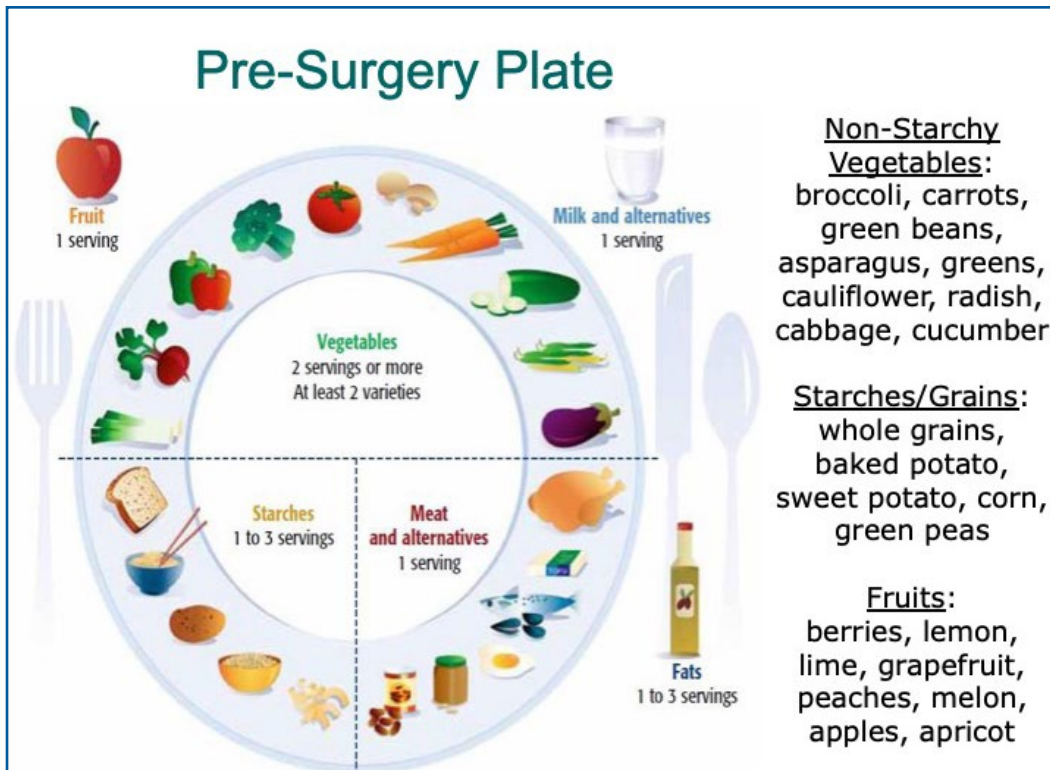 Pre-Surgery Plate
Fruit
1 serving
Milk and alternatives
1 serving
Vegetables
2 servings or more
At least 2 varieties
Starches
1 to 3 servings
Meat
and alternatives
1 serving
Fats
1 to 3 servings
Non-Starchy
Vegetables:
broccoli, carrots,
green beans,
asparagus, greens,
cauliflower, radish,
cabbage, cucumber
Starches/Grains:
whole grains,
baked potato,
sweet potato, corn,
green peas
Fruits:
berries, lemon,
lime, grapefruit,
peaches, melon,
apples, apricot